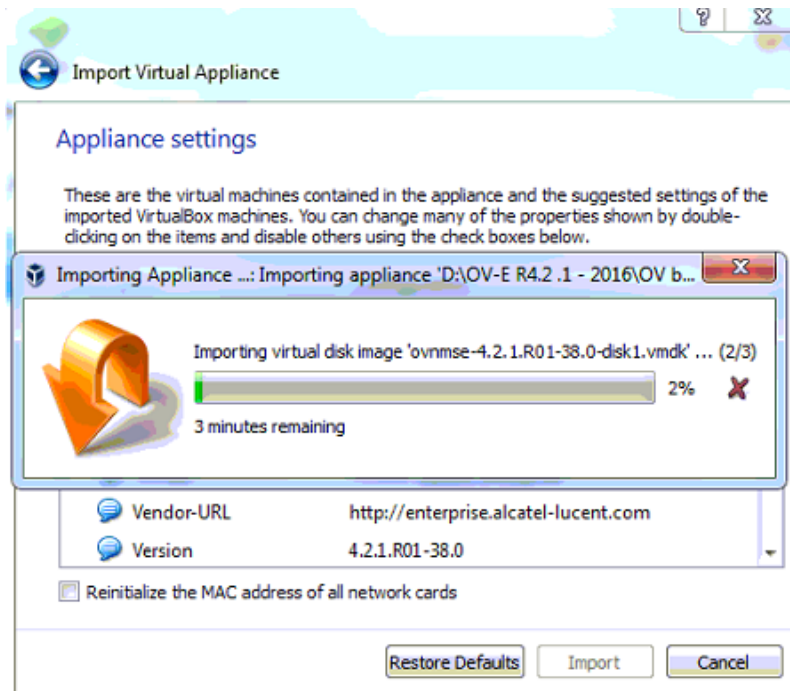 Import Virtual Appliance
Appliance settings
These are the virtual machines contained in the appliance and the suggested settings of the
imported VirtualBox machines. You can change many of the properties shown by double-
clicking on the items and disable others using the check boxes below.
Importing Appliance ...: Importing appliance 'D:\OV-E R4.2 .1 - 2016\OV b...
Importing virtual disk image 'ovnmse-4.2.1.R01-38.0-disk1.vmdk' ... (2/3)
2%
3 minutes remaining
Vendor-URL http://enterprise.alcatel-lucent.com
Version 4.2.1.R01-38.0
Reinitialize the MAC address of all network cards
Restore Defaults Import Cancel